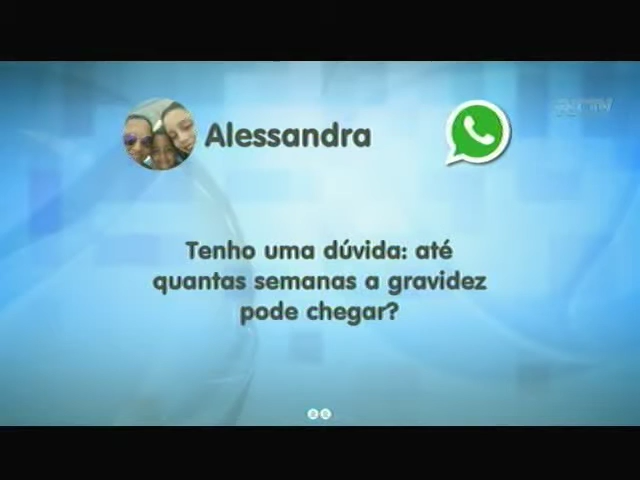 Alessandra
Tenho uma dúvida: até
quantas semanas a gravidez
pode chegar?